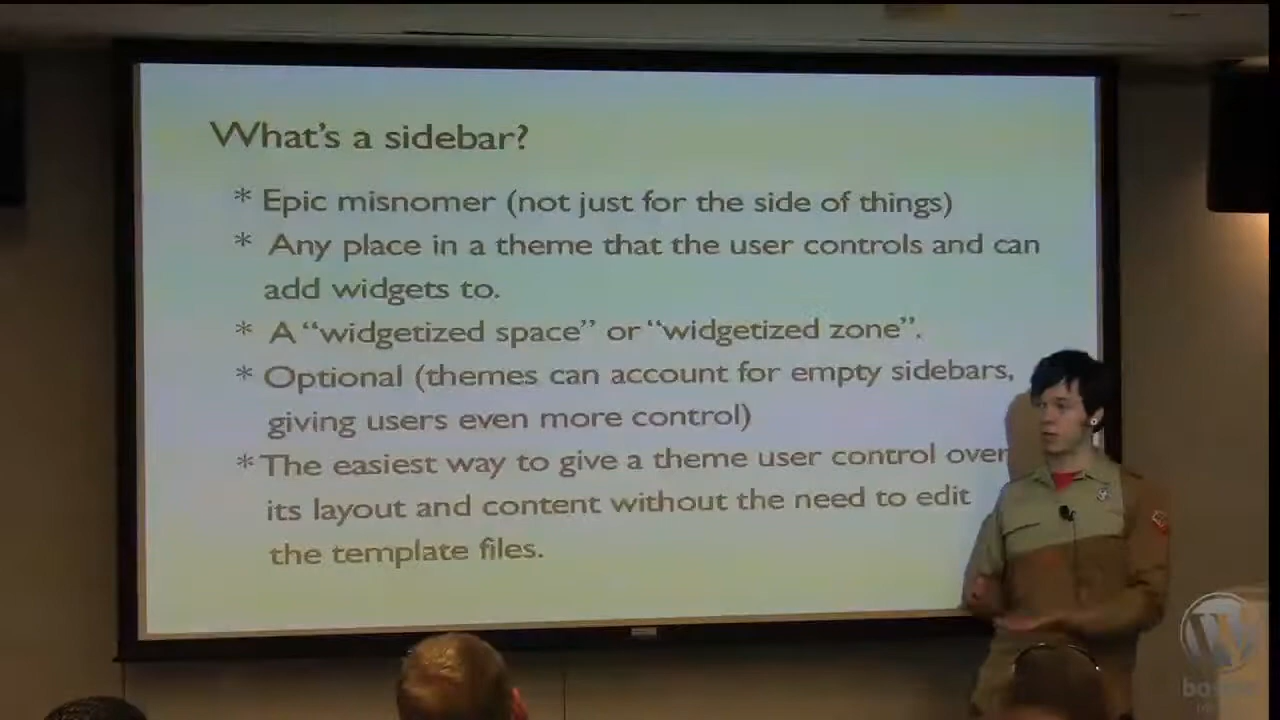 What's a sidebar?
* Epic misnomer (not just for the side of things)
* Any place in a theme that the user controls and can
add widgets to.
* A “widgetized space” or “widgetized zone”.
* Optional (themes can account for empty sidebars,
giving users even more control)
* The easiest way to give a theme user control over
its layout and content without the need to edit
the template files.